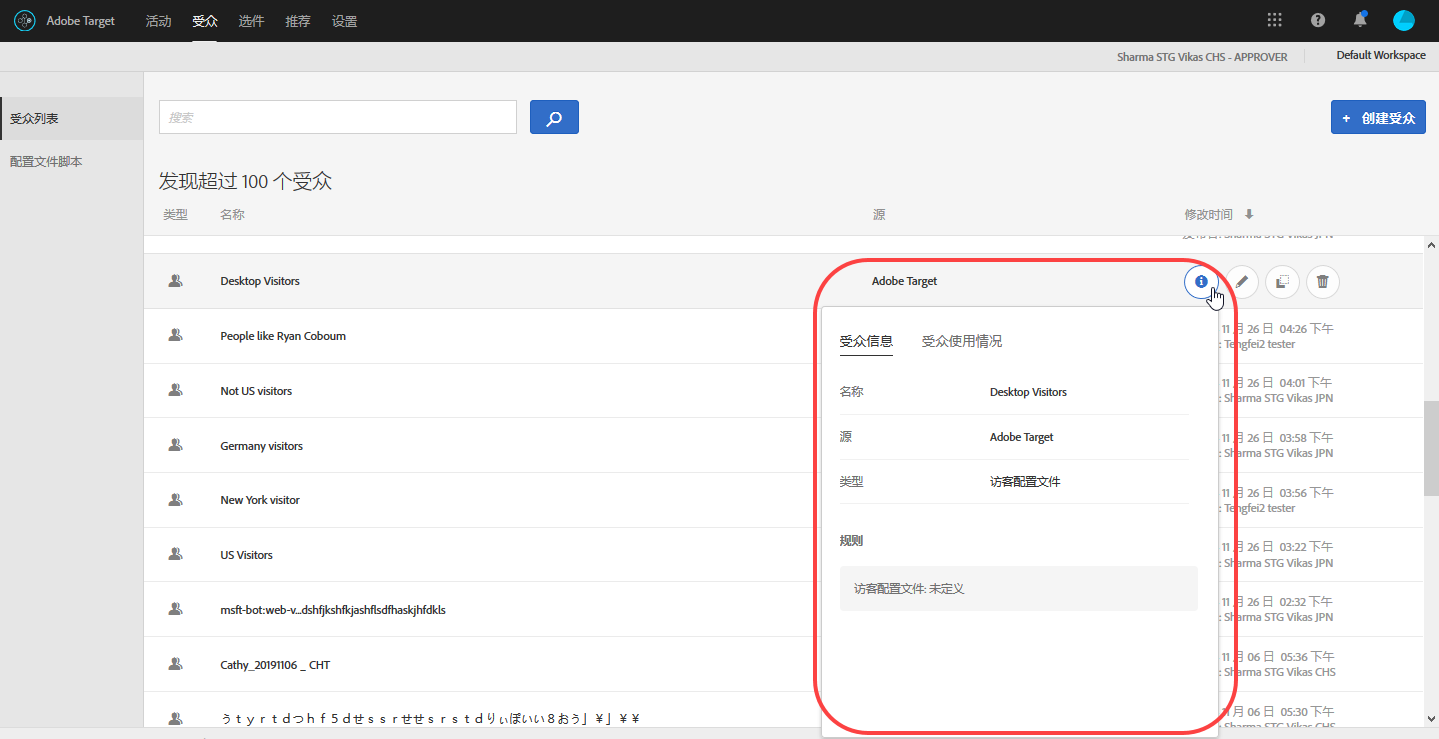 Adobe Target 活动 受众 选件 推荐 设置
Sharma STG Vikas CHS - APPROVER Default Workspace
受众列表
配置文件脚本
搜索
+ 创建受众
发现超过 100 个受众
类型 名称 源 修改时间
Sharma STG Vikas JPN
Desktop Visitors Adobe Target
People like Ryan Coboum
11 月 26 日 04:26 下午
: Tengfei2 tester
Not US visitors
11 月 26 日 04:01 下午
: Sharma STG Vikas JPN
Germany visitors
11 月 26 日 03:58 下午
: Sharma STG Vikas JPN
New York visitor
11 月 26 日 03:56 下午
: Tengfei2 tester
US Visitors
11 月 26 日 03:22 下午
: Sharma STG Vikas JPN
msft-bot:web-v...dshfjkshfkjashflsdfhaskjhfdkls
11 月 26 日 02:32 下午
: Sharma STG Vikas JPN
Cathy_20191106 _ CHT
11 月 06 日 05:36 下午
: Sharma STG Vikas CHS
うｔｙｒｔｄつｈｆ５ｄせｓｓｒせせｓｒｓｔｄりぃぽいい８おう」￥」￥￥
11 月 06 日 05:30 下午
: Sharma STG Vikas CHS
受众信息 受众使用情况
名称 Desktop Visitors
源 Adobe Target
类型 访客配置文件
规则
访客配置文件: 未定义